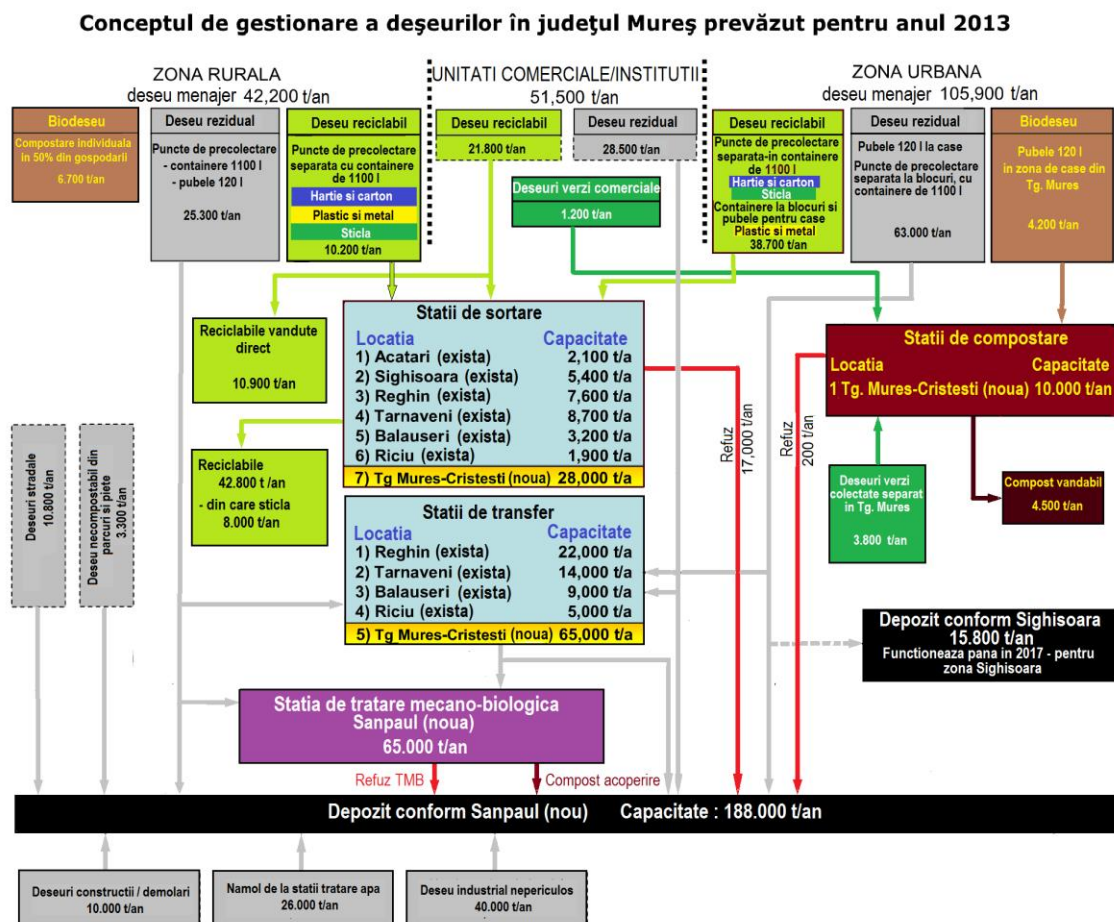 Conceptul de gestionare a deșeurilor în județul Mureș prevăzut pentru anul 2013
ZONA RURALA
deseu menajer 42,200 t/an
UNITATI COMERCIALE/INSTITUTII
51,500 t/an
ZONA URBANA
deseu menajer 105,900 t/an
Biodeseu
Compostare individuala
in 50% din gospodarii
6.700 t/an
Deseu rezidual
Puncte de precolectare
- containere 1100 l
- pubele 120 l
25.300 t/an
Deseu reciclabil
Puncte de precolectare
separata cu containere
de 1100 l
Hartie si carton
Plastic si metal
Sticla
10.200 t/an
Deseu reciclabil
21.800 t/an
Deseu rezidual
28.500 t/an
Deseuri verzi comerciale
1.200 t/an
Deseu reciclabil
Puncte de precolectare
separata-in containere
de 1100 l
Hartie si carton
Sticla
Containere la blocuri si
pubele pentru case
Plastic si metal
38.700 t/an
Deseu rezidual
Pubele 120 l la case
Puncte de precolectare
separata la blocuri, cu
containere de 1100 l
63.000 t/an
Biodeseu
Pubele 120 l
in zona de case din
Tg. Mures
4.200 t/an
Reciclabile vandute
direct
10.900 t/an
Statii de sortare
Locatia Capacitate
1) Acatari (exista) 2,100 t/a
2) Sighisoara (exista) 5,400 t/a
3) Reghin (exista) 7,600 t/a
4) Tarnaveni (exista) 8,700 t/a
5) Balauseri (exista) 3,200 t/a
6) Riciu (exista) 1,900 t/a
7) Tg Mures-Cristesti (noua) 28,000 t/a
Statii de compostare
Locatia Capacitate
1 Tg. Mures-Cristesti (noua) 10.000 t/an
Refuz
17,000 t/an
Refuz
200 t/an
Deseuri stradale
10.800 t/an
Deseu necompostabil din
parcuri si piete
3.300 t/an
Reciclabile
42.800 t /an
- din care sticla
8.000 t/an
Deseuri verzi
colectate separat
in Tg. Mures
3.800 t/an
Compost vandabil
4.500 t/an
Statii de transfer
Locatia Capacitate
1) Reghin (exista) 22,000 t/a
2) Tarnaveni (exista) 14,000 t/a
3) Balauseri (exista) 9,000 t/a
4) Riciu (exista) 5,000 t/a
5) Tg Mures-Cristesti (noua) 65,000 t/a
Depozit conform Sighisoara
15.800 t/an
Functioneaza pana in 2017 - pentru
zona Sighisoara
Statia de tratare mecano-biologica
Sanpaul (noua)
65.000 t/an
Refuz TMB
Compost acoperire
Depozit conform Sanpaul (nou) Capacitate : 188.000 t/an
Deseuri constructii / demolari
10.000 t/an
Namol de la statii tratare apa
26.000 t/an
Deseu industrial nepericulos
40.000 t/an